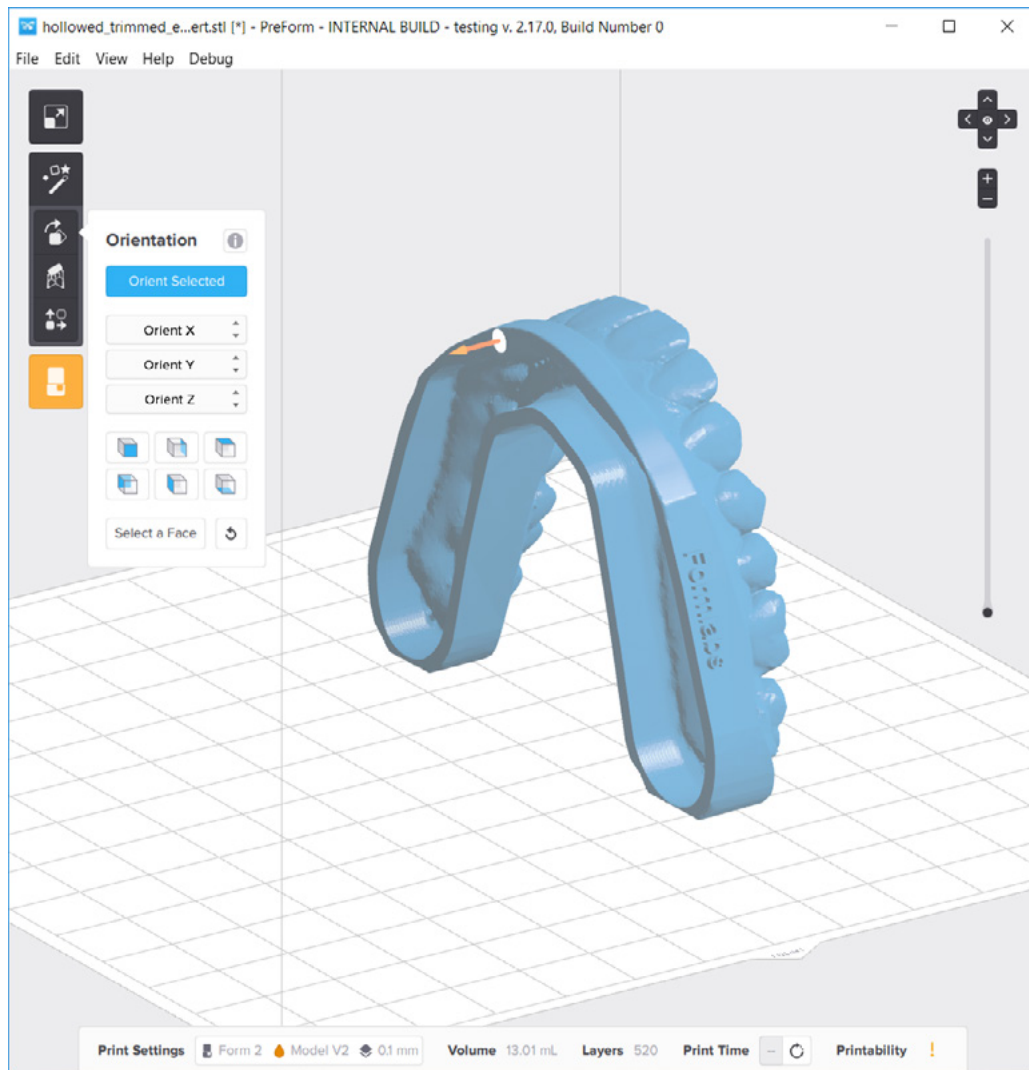 hollowed_trimmed_e...ert.stl [*] - PreForm - INTERNAL BUILD - testing v. 2.17.0, Build Number 0
File Edit View Help Debug
Orientation
Orient Selected
Orient X
Orient Y
Orient Z
Select a Face
FormLabs
Print Settings Form 2 Model V2 0.1 mm Volume 13.01 mL Layers 520 Print Time -- Printability !